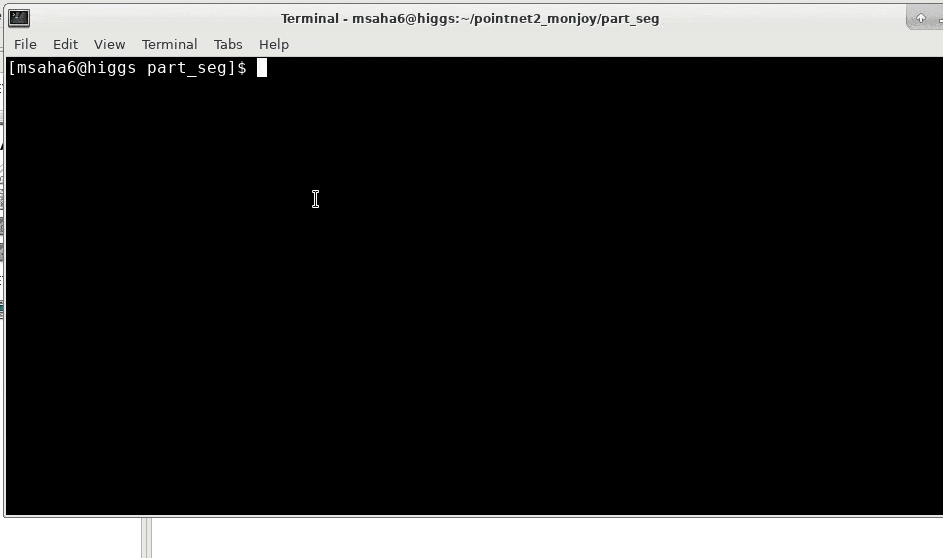 Terminal - msaha6@higgs:~/pointnet2_monjoy/part_seg
File Edit View Terminal Tabs Help
[msaha6@higgs part_seg]$